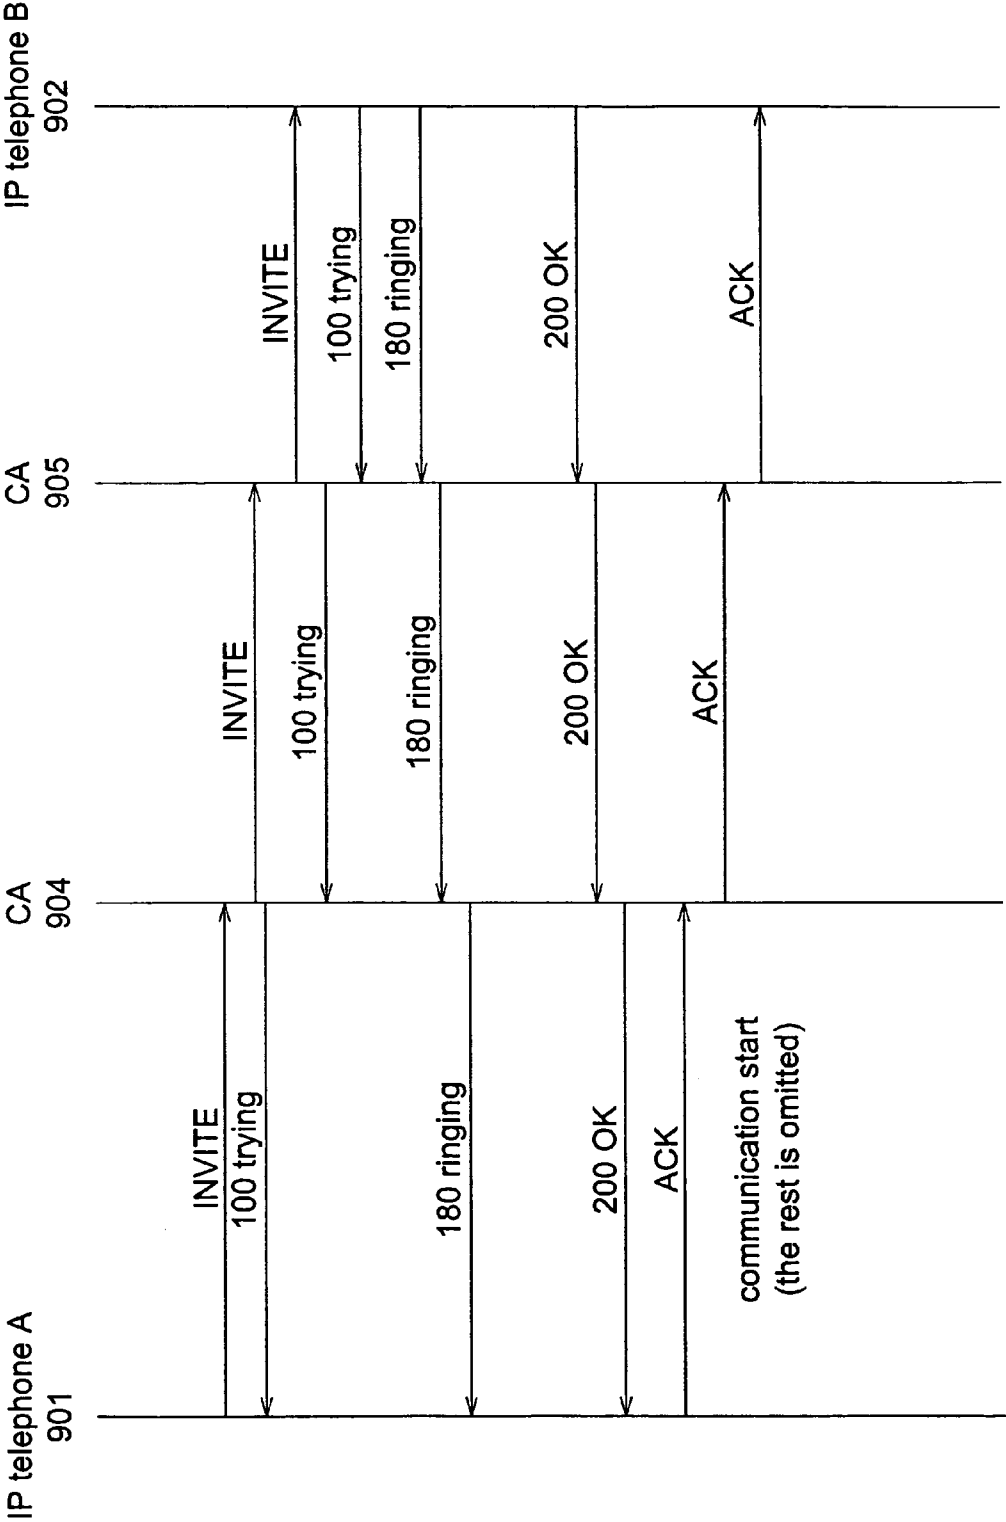 IP telephone A
901
CA
904
CA
905
IP telephone B
902
INVITE
100 trying
INVITE
INVITE
100 trying
100 trying
180 ringing
180 ringing
180 ringing
200 OK
200 OK
200 OK
ACK
ACK
ACK
communication start
(the rest is omitted)